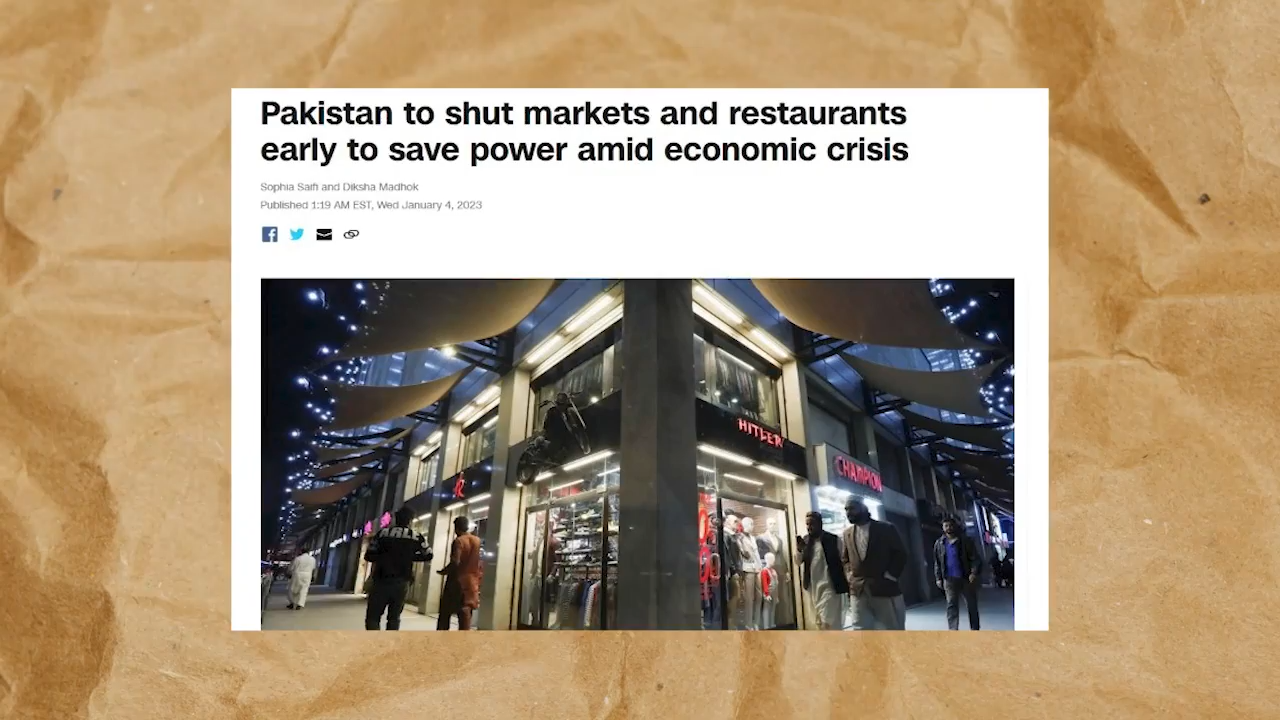 Pakistan to shut markets and restaurants
early to save power amid economic crisis
Sophia Saifi and Diksha Madhok
Published 1:19 AM EST, Wed January 4, 2023
HITLER
CHAMPION